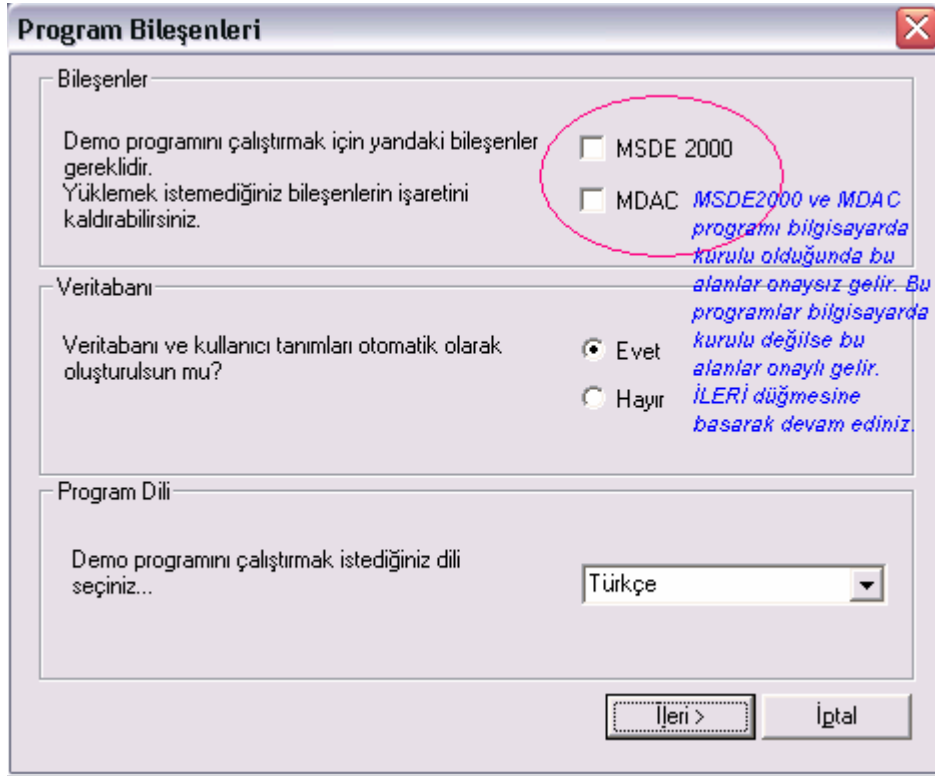 Program Bileşenleri
Bileşenler
Demo programını çalıştırmak için yandaki bileşenler
gereklidir.
Yüklemek istemediğiniz bileşenlerin işaretini
kaldırabilirsiniz.
MSDE 2000
MDAC
MSDE2000 ve MDAC
programı bilgisayarda
kurulu olduğunda bu
alanlar onaysız gelir. Bu
programlar bilgisayarda
kurulu değilse bu
alanlar onaylı gelir.
İLERİ düğmesine
basarak devam ediniz.
Veritabanı
Veritabanı ve kullanıcı tanımları otomatik olarak
oluşturulsun mu?
Evet
Hayır
Program Dili
Demo programını çalıştırmak istediğiniz dili
seçiniz...
Türkçe
İleri >
İptal